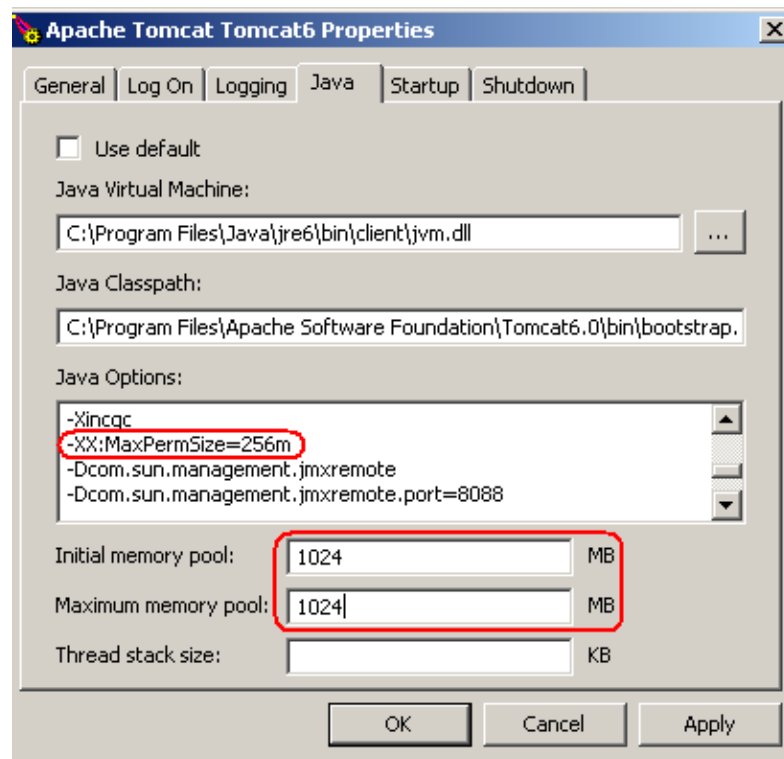 Apache Tomcat Tomcat6 Properties
General Log On Logging Java Startup Shutdown
Use default
Java Virtual Machine:
C:\Program Files\Java\jre6\bin\client\jvm.dll ...
Java Classpath:
C:\Program Files\Apache Software Foundation\Tomcat6.0\bin\bootstrap.
Java Options:
-Xincgc
-XX:MaxPermSize=256m
-Dcom.sun.management.jmxremote
-Dcom.sun.management.jmxremote.port=8088
Initial memory pool: 1024 MB
Maximum memory pool: 1024 MB
Thread stack size: KB
OK Cancel Apply